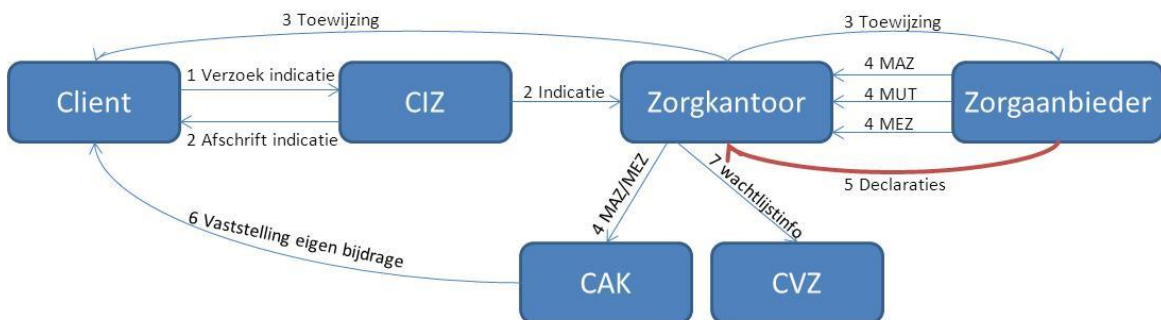 3 Toewijzing
3 Toewijzing
Client
1 Verzoek indicatie
2 Afschrift indicatie
CIZ
2 Indicatie
Zorgkantoor
4 MAZ
4 MUT
4 MEZ
Zorgaanbieder
5 Declaraties
4 MAZ/MEZ
7 wachtlijstinfo
6 Vaststelling eigen bijdrage
CAK
CVZ